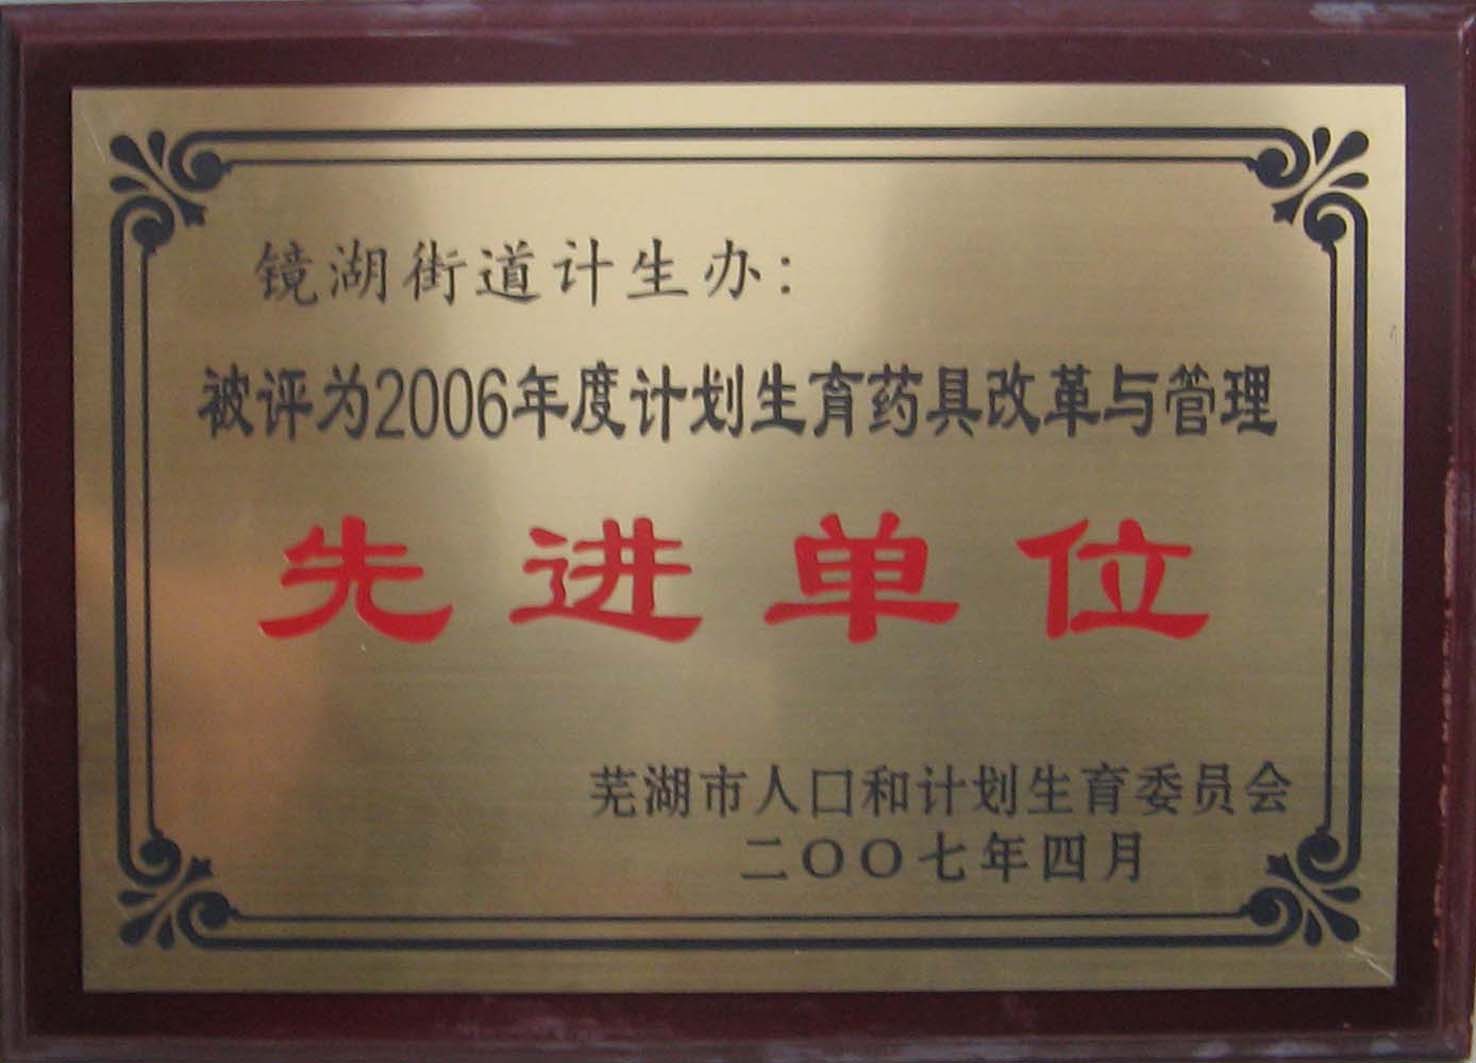 镜湖街道计生办：
被评为2006年度计划生育药具改革与管理
先进单位
芜湖市人口和计划生育委员会
二〇〇七年四月